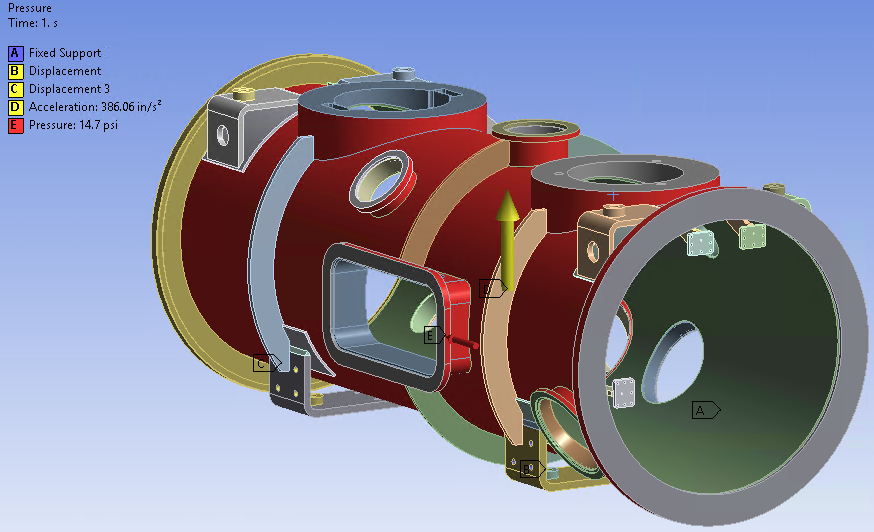 Pressure
Time: 1. s
A Fixed Support
B Displacement
C Displacement 3
D Acceleration: 386.06 in/s²
E Pressure: 14.7 psi
E
C
A